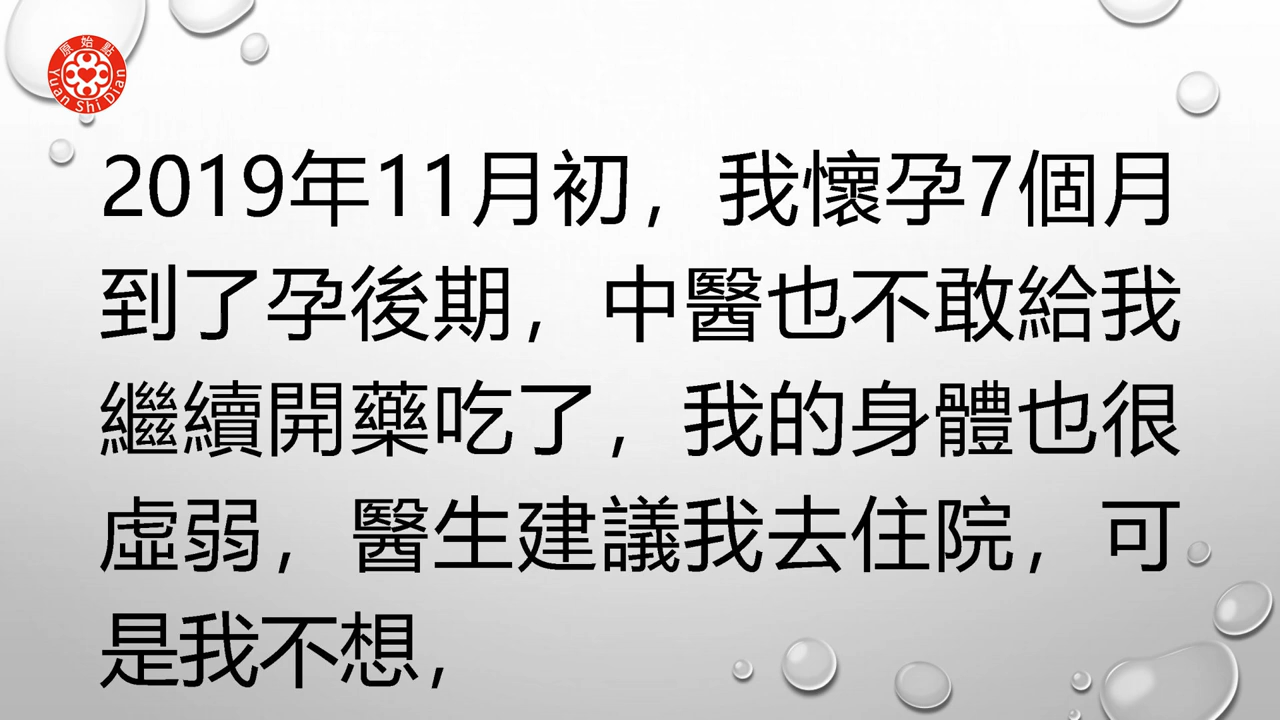 原始點
Yuan Shi Dian
2019年11月初，我懷孕7個月
到了孕後期，中醫也不敢給我
繼續開藥吃了，我的身體也很
虛弱，醫生建議我去住院，可
是我不想，